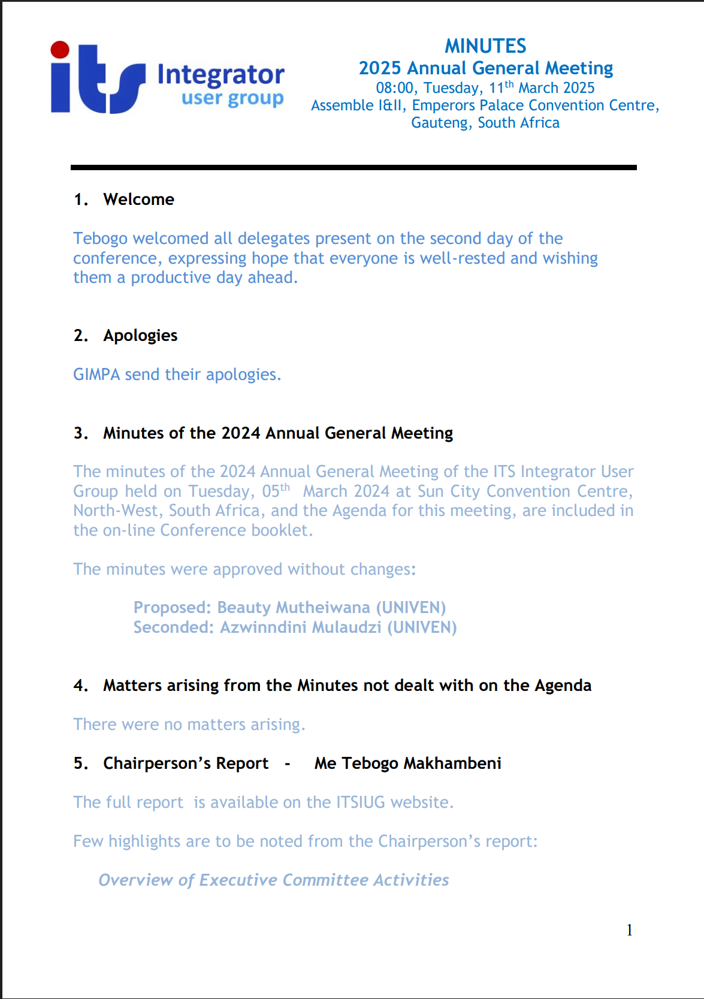 its Integrator
user group
MINUTES
2025 Annual General Meeting
08:00, Tuesday, 11th March 2025
Assemble I&II, Emperors Palace Convention Centre,
Gauteng, South Africa
1. Welcome
Tebogo welcomed all delegates present on the second day of the
conference, expressing hope that everyone is well-rested and wishing
them a productive day ahead.
2. Apologies
GIMPA send their apologies.
3. Minutes of the 2024 Annual General Meeting
The minutes of the 2024 Annual General Meeting of the ITS Integrator User
Group held on Tuesday, 05th March 2024 at Sun City Convention Centre,
North-West, South Africa, and the Agenda for this meeting, are included in
the on-line Conference booklet.
The minutes were approved without changes:
Proposed: Beauty Mutheiwana (UNIVEN)
Seconded: Azwinndini Mulaudzi (UNIVEN)
4. Matters arising from the Minutes not dealt with on the Agenda
There were no matters arising.
5. Chairperson’s Report - Me Tebogo Makhambeni
The full report is available on the ITSIUG website.
Few highlights are to be noted from the Chairperson’s report:
Overview of Executive Committee Activities
1